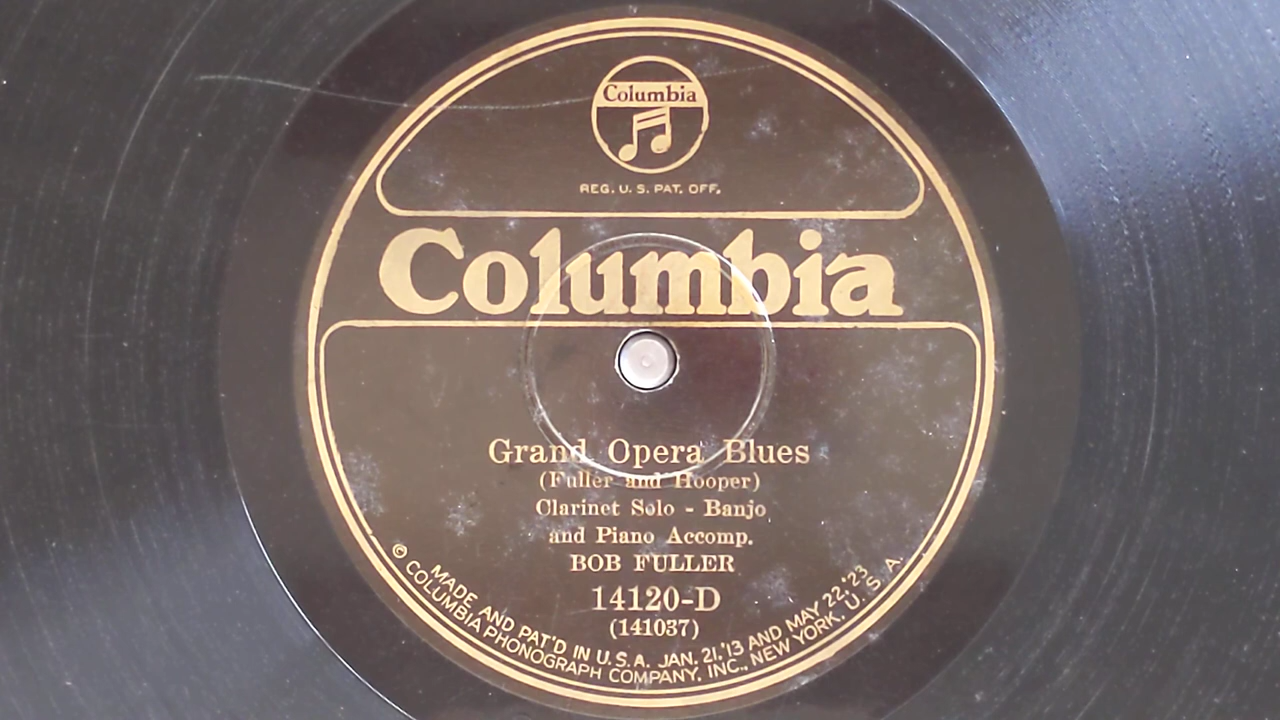 Columbia
REG. U. S. PAT. OFF.
Columbia
Grand Opera Blues
(Fuller and Hooper)
Clarinet Solo - Banjo
and Piano Accomp.
BOB FULLER
14120-D
(141037)
MADE AND PAT'D IN U. S. A. JAN. 21,'13 AND MAY 22,'23
© COLUMBIA PHONOGRAPH COMPANY, INC., NEW YORK, U. S. A.